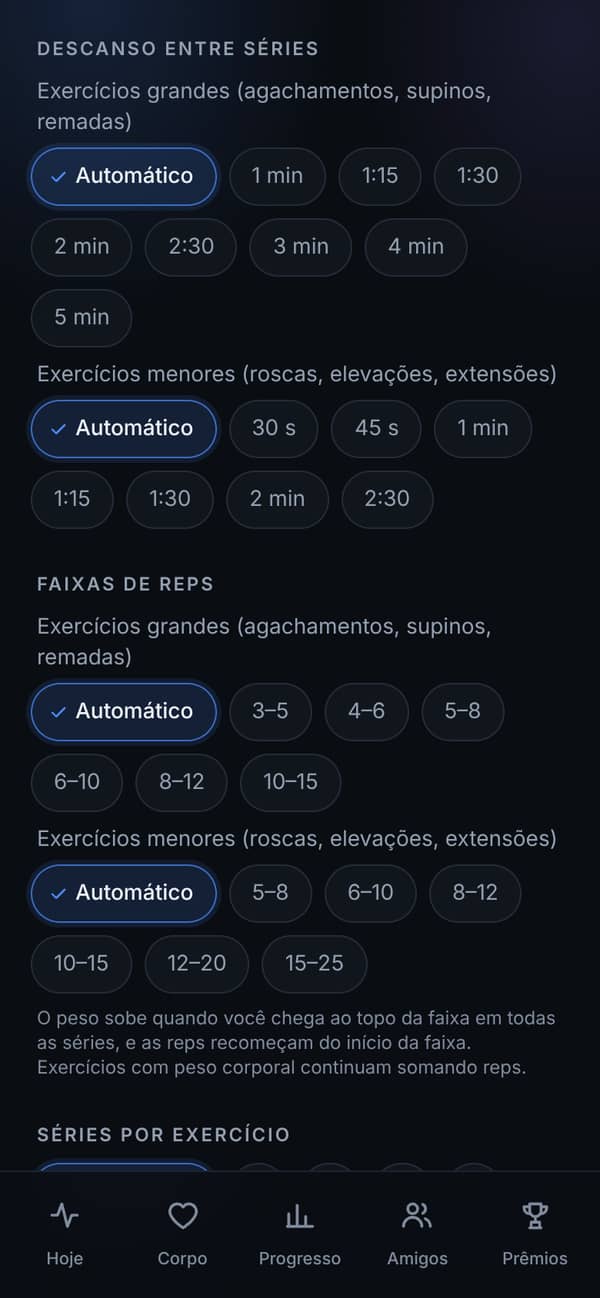 DESCANSO ENTRE SÉRIES
Exercícios grandes (agachamentos, supinos,
remadas)
Automático 1 min 1:15 1:30
2 min 2:30 3 min 4 min
5 min
Exercícios menores (roscas, elevações, extensões)
Automático 30 s 45 s 1 min
1:15 1:30 2 min 2:30
FAIXAS DE REPS
Exercícios grandes (agachamentos, supinos,
remadas)
Automático 3–5 4–6 5–8
6–10 8–12 10–15
Exercícios menores (roscas, elevações, extensões)
Automático 5–8 6–10 8–12
10–15 12–20 15–25
O peso sobe quando você chega ao topo da faixa em todas
as séries, e as reps recomeçam do início da faixa.
Exercícios com peso corporal continuam somando reps.
SÉRIES POR EXERCÍCIO
Hoje Corpo Progresso Amigos Prêmios